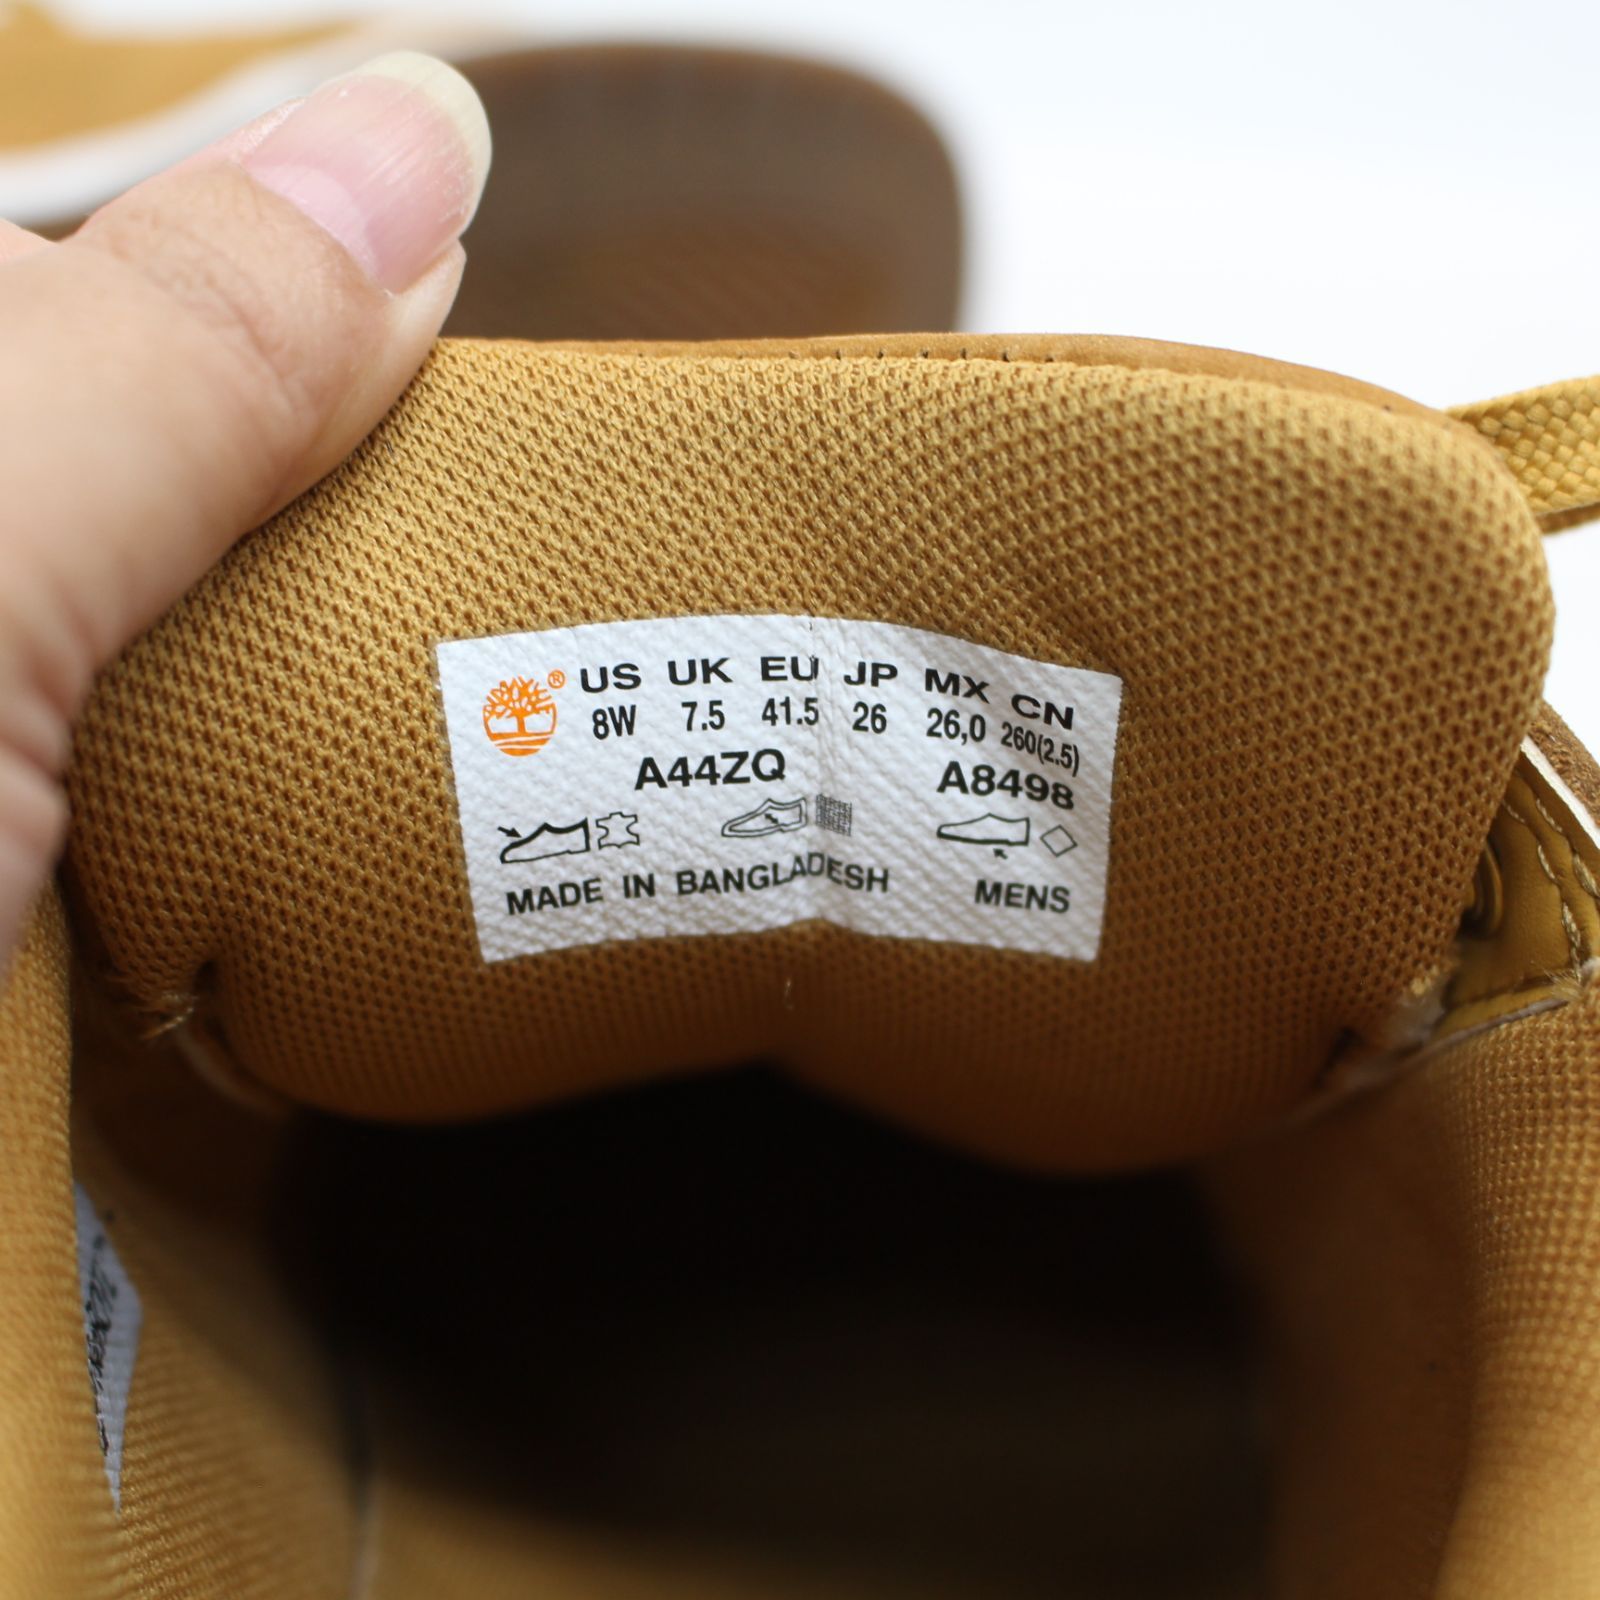 ® US UK EU JP MX CN
8W 7.5 41.5 26 26,0 260(2.5)
A44ZQ A8498
MADE IN BANGLADESH MENS